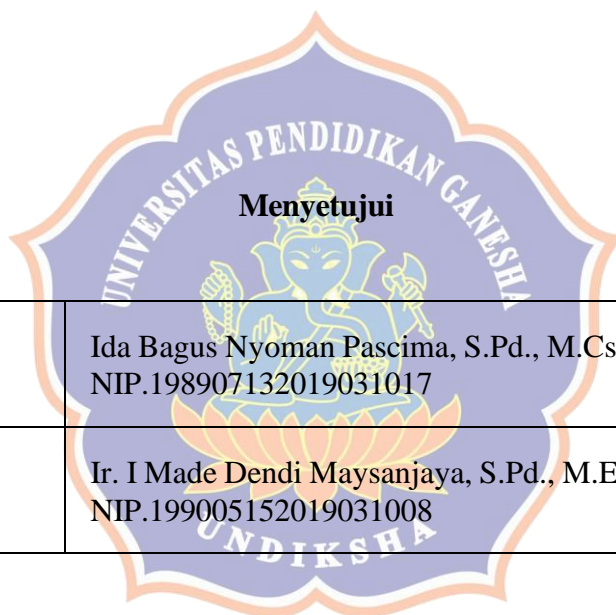 UNIVERSITAS PENDIDIKAN GANESHA
Menyetujui
Ida Bagus Nyoman Pascima, S.Pd., M.Cs
NIP.198907132019031017
Ir. I Made Dendi Maysanjaya, S.Pd., M.E
NIP.199005152019031008
UNDIKSHA